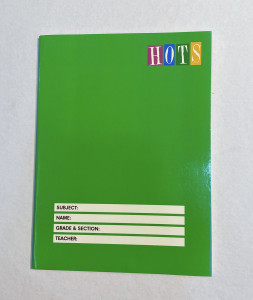 HOTS
SUBJECT:
NAME:
GRADE & SECTION:
TEACHER: